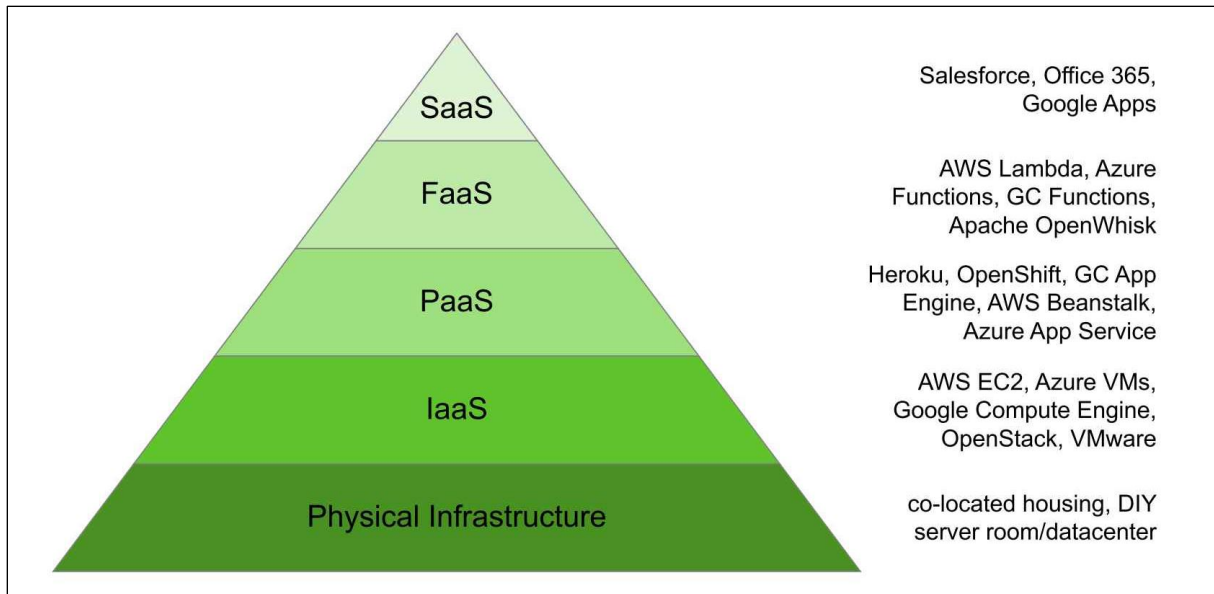 SaaS
Salesforce, Office 365,
Google Apps
FaaS
AWS Lambda, Azure
Functions, GC Functions,
Apache OpenWhisk
PaaS
Heroku, OpenShift, GC App
Engine, AWS Beanstalk,
Azure App Service
IaaS
AWS EC2, Azure VMs,
Google Compute Engine,
OpenStack, VMware
Physical Infrastructure
co-located housing, DIY
server room/datacenter